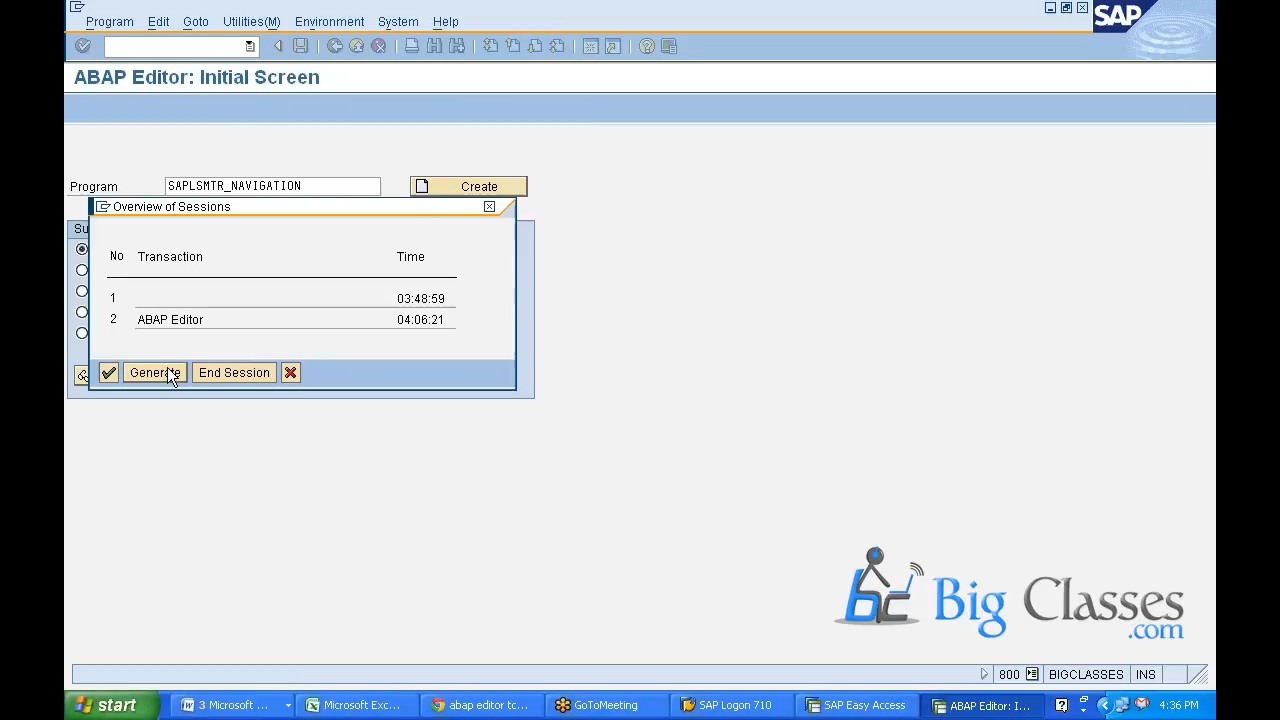 Program Edit Goto Utilities(M) Environment System Help
SAP
ABAP Editor: Initial Screen
Program SAPLSMTR_NAVIGATION Create
Overview of Sessions
Su
No Transaction Time
1 03:48:59
2 ABAP Editor 04:06:21
Generate End Session
Big Classes
.com
800 BIGCLASSES INS
start 3 Microsoft ... Microsoft Exc... abap editor tc... GoToMeeting SAP Logon 710 SAP Easy Access ABAP Editor: I... 4:36 PM